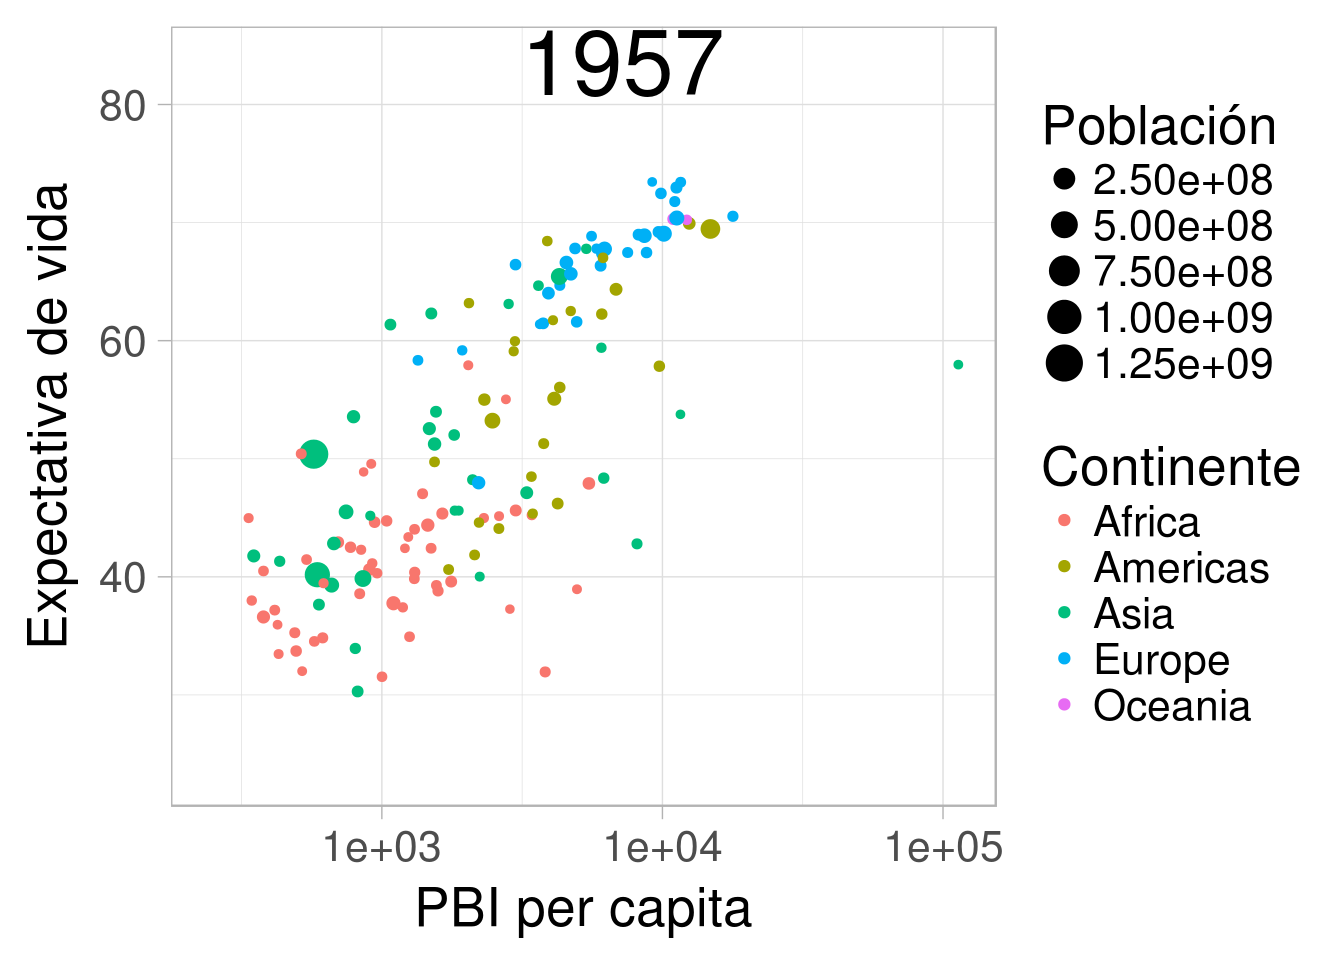 1957
Expectativa de vida
80
60
40
1e+03 1e+04 1e+05
PBI per capita
Población
2.50e+08
5.00e+08
7.50e+08
1.00e+09
1.25e+09
Continente
Africa
Americas
Asia
Europe
Oceania